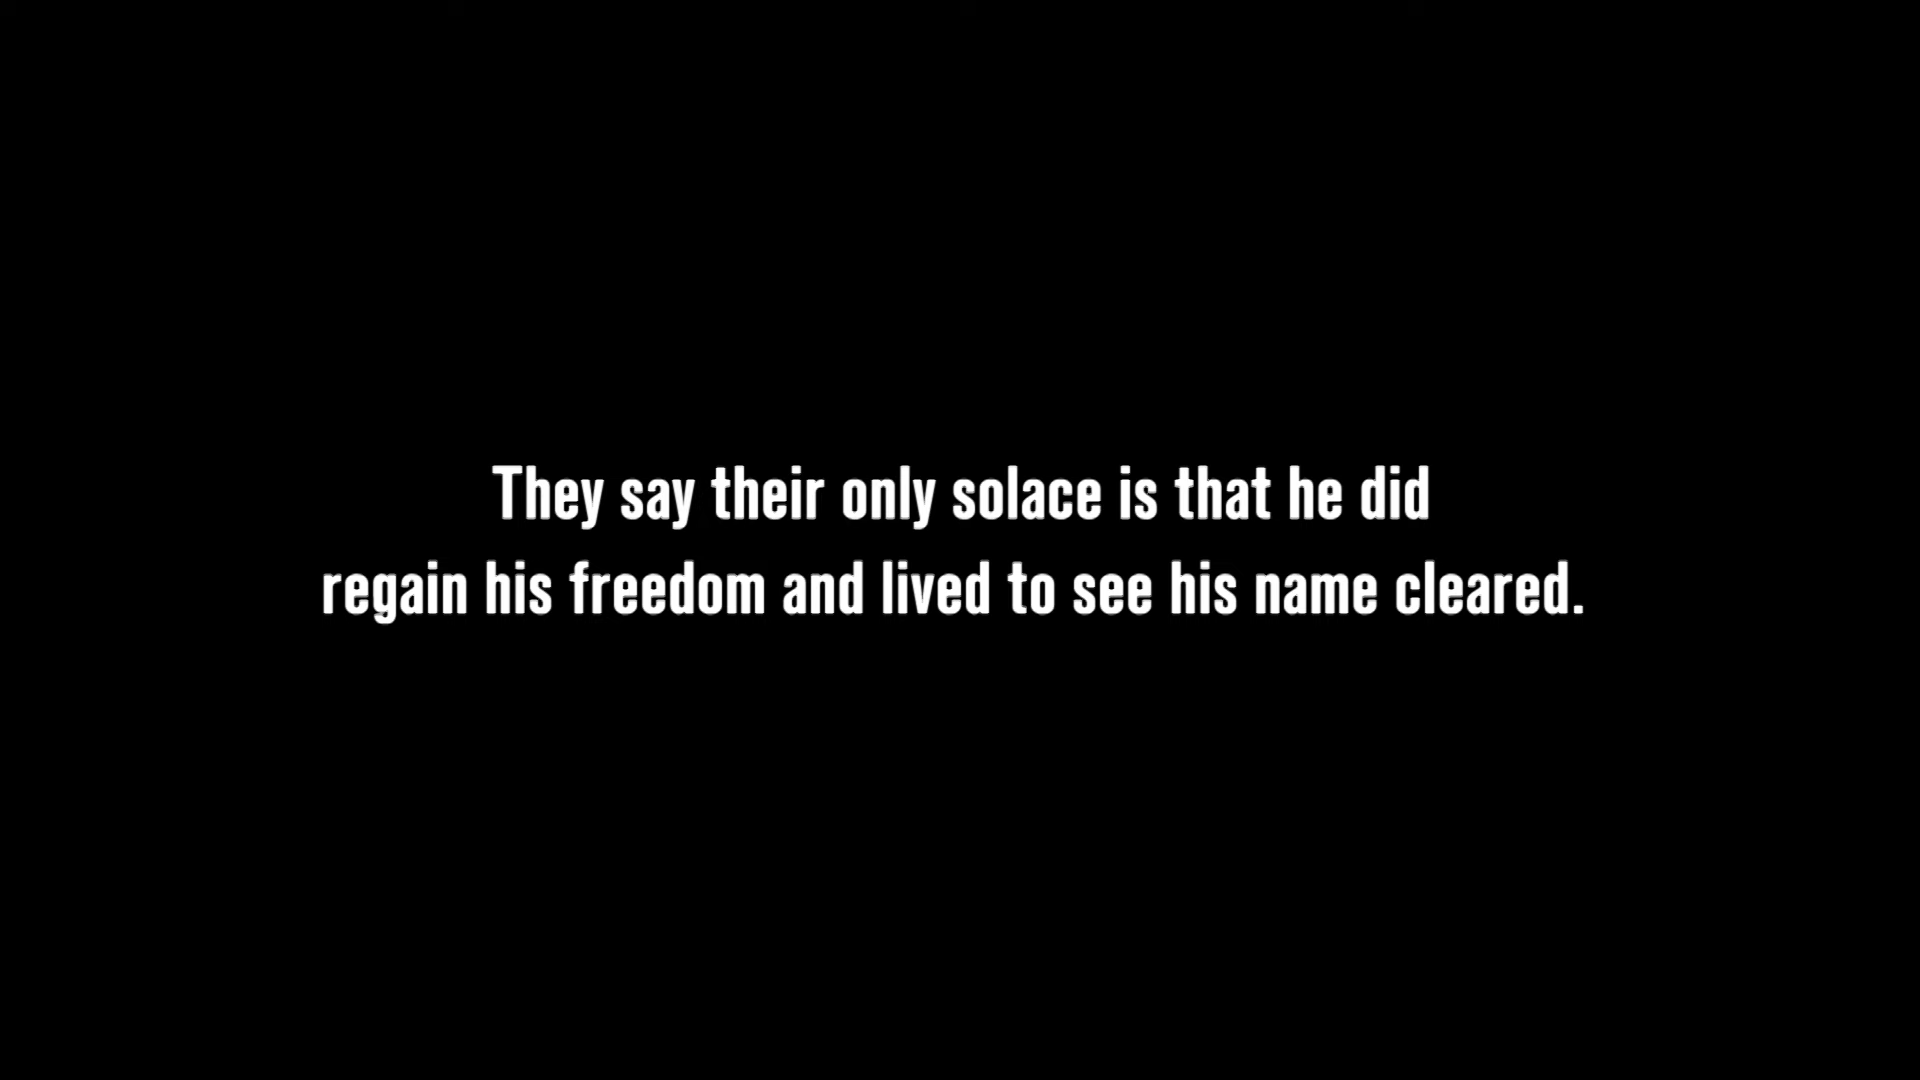 They say their only solace is that he did
regain his freedom and lived to see his name cleared.